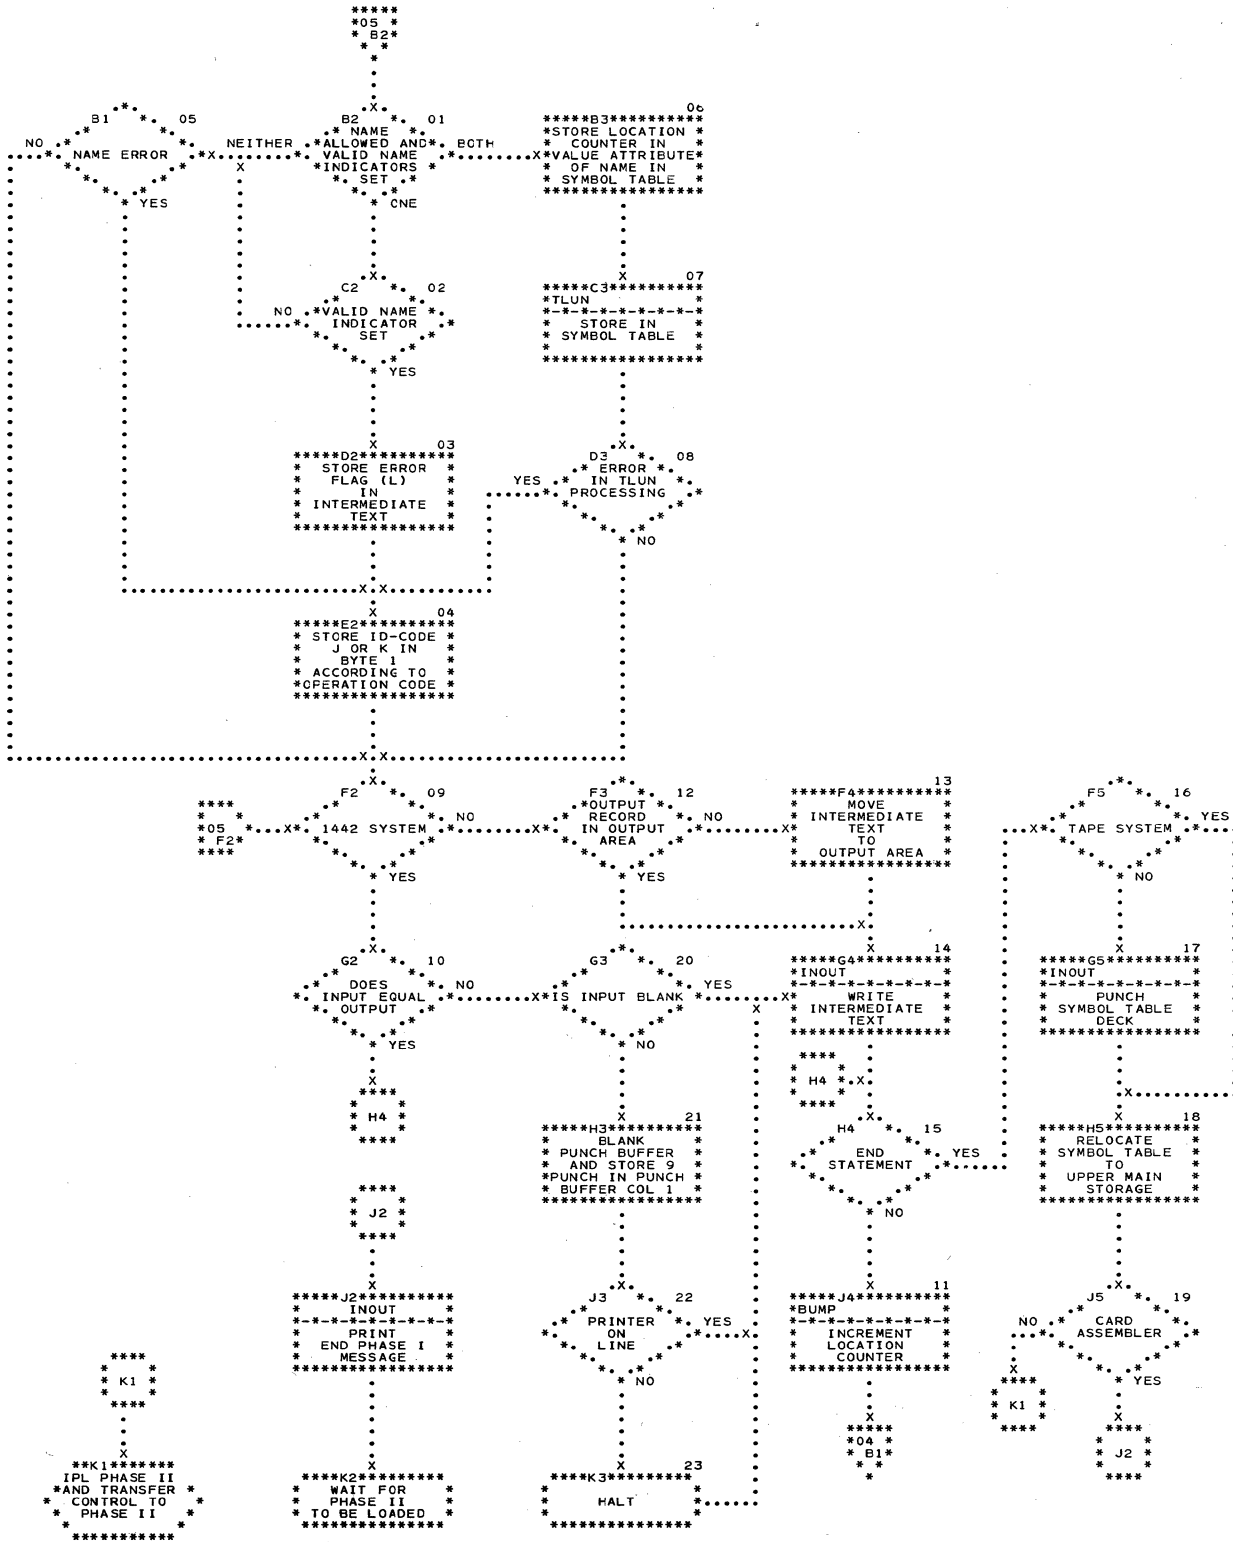 05
B2
B1 05
NO
NAME ERROR
YES
NEITHER
B2 01
NAME
ALLOWED AND
VALID NAME
INDICATORS
SET
BOTH
ONE
06
B3
STORE LOCATION
COUNTER IN
VALUE ATTRIBUTE
OF NAME IN
SYMBOL TABLE
C2 02
NO
VALID NAME
INDICATOR
SET
YES
07
C3
TLUN
STORE IN
SYMBOL TABLE
03
D2
STORE ERROR
FLAG (L)
IN
INTERMEDIATE
TEXT
D3 08
YES
ERROR
IN TLUN
PROCESSING
NO
04
E2
STORE ID-CODE
J OR K IN
BYTE 1
ACCORDING TO
OPERATION CODE
05
F2
F2 09
1442 SYSTEM
NO
YES
F3 12
OUTPUT
RECORD
IN OUTPUT
AREA
NO
YES
13
F4
MOVE
INTERMEDIATE
TEXT
TO
OUTPUT AREA
F5 16
TAPE SYSTEM
YES
NO
G2 10
DOES
INPUT EQUAL
OUTPUT
NO
YES
G3 20
IS INPUT BLANK
YES
NO
14
G4
INOUT
WRITE
INTERMEDIATE
TEXT
17
G5
INOUT
PUNCH
SYMBOL TABLE
DECK
H4
H4
21
H3
BLANK
PUNCH BUFFER
AND STORE 9
PUNCH IN PUNCH
BUFFER COL 1
H4 15
END
STATEMENT
YES
NO
18
H5
RELOCATE
SYMBOL TABLE
TO
UPPER MAIN
STORAGE
J2
J2
INOUT
PRINT
END PHASE I
MESSAGE
J3 22
PRINTER
ON
LINE
YES
NO
11
J4
BUMP
INCREMENT
LOCATION
COUNTER
J5 19
NO
CARD
ASSEMBLER
YES
K1
K1
04
B1
J2
K1
IPL PHASE II
AND TRANSFER
CONTROL TO
PHASE II
K2
WAIT FOR
PHASE II
TO BE LOADED
23
K3
HALT